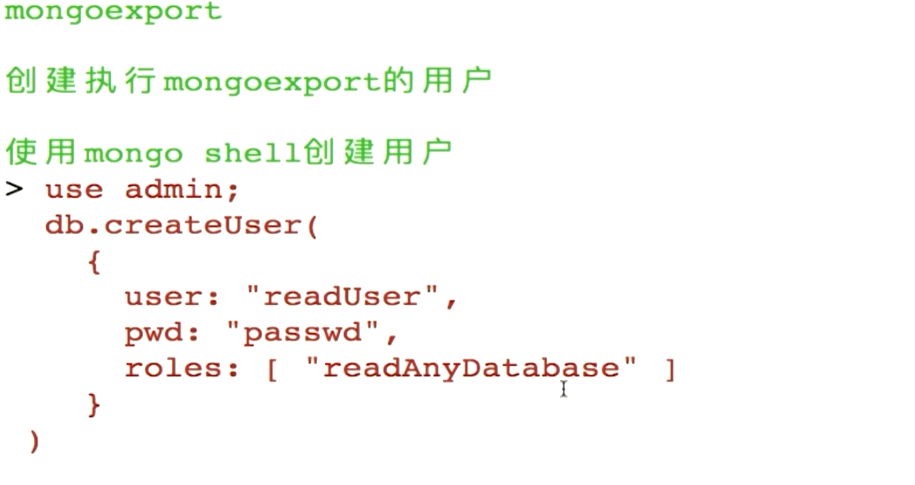 mongoexport
创建执行mongoexport的用户
使用mongo shell创建用户
> use admin;
db.createUser(
{
user: "readUser",
pwd: "passwd",
roles: [ "readAnyDatabase" ]
}
)